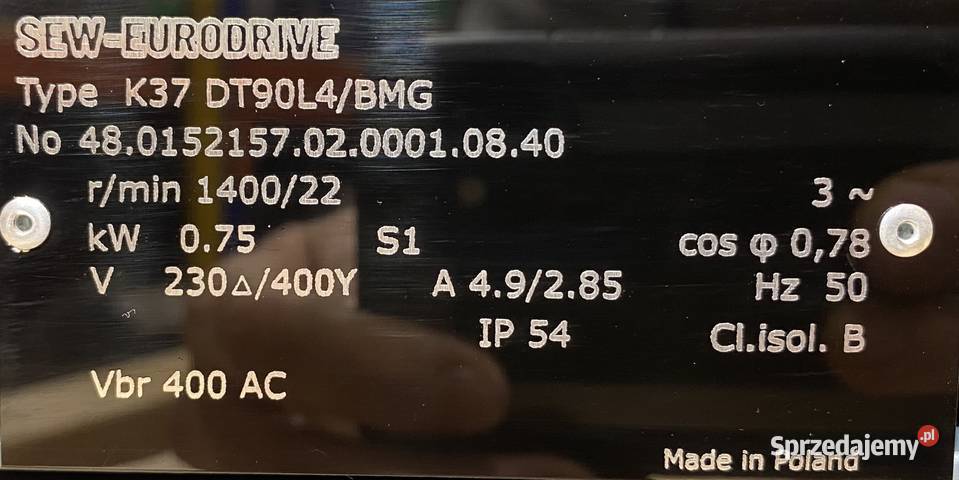 SEW-EURODRIVE
Type K37 DT90L4/BMG
No 48.0152157.02.0001.08.40
r/min 1400/22 3 ~
kW 0.75 S1 cos φ 0,78
V 230△/400Y A 4.9/2.85 Hz 50
IP 54 Cl.isol. B
Vbr 400 AC
Sprzedajemy.pl
Made in Poland